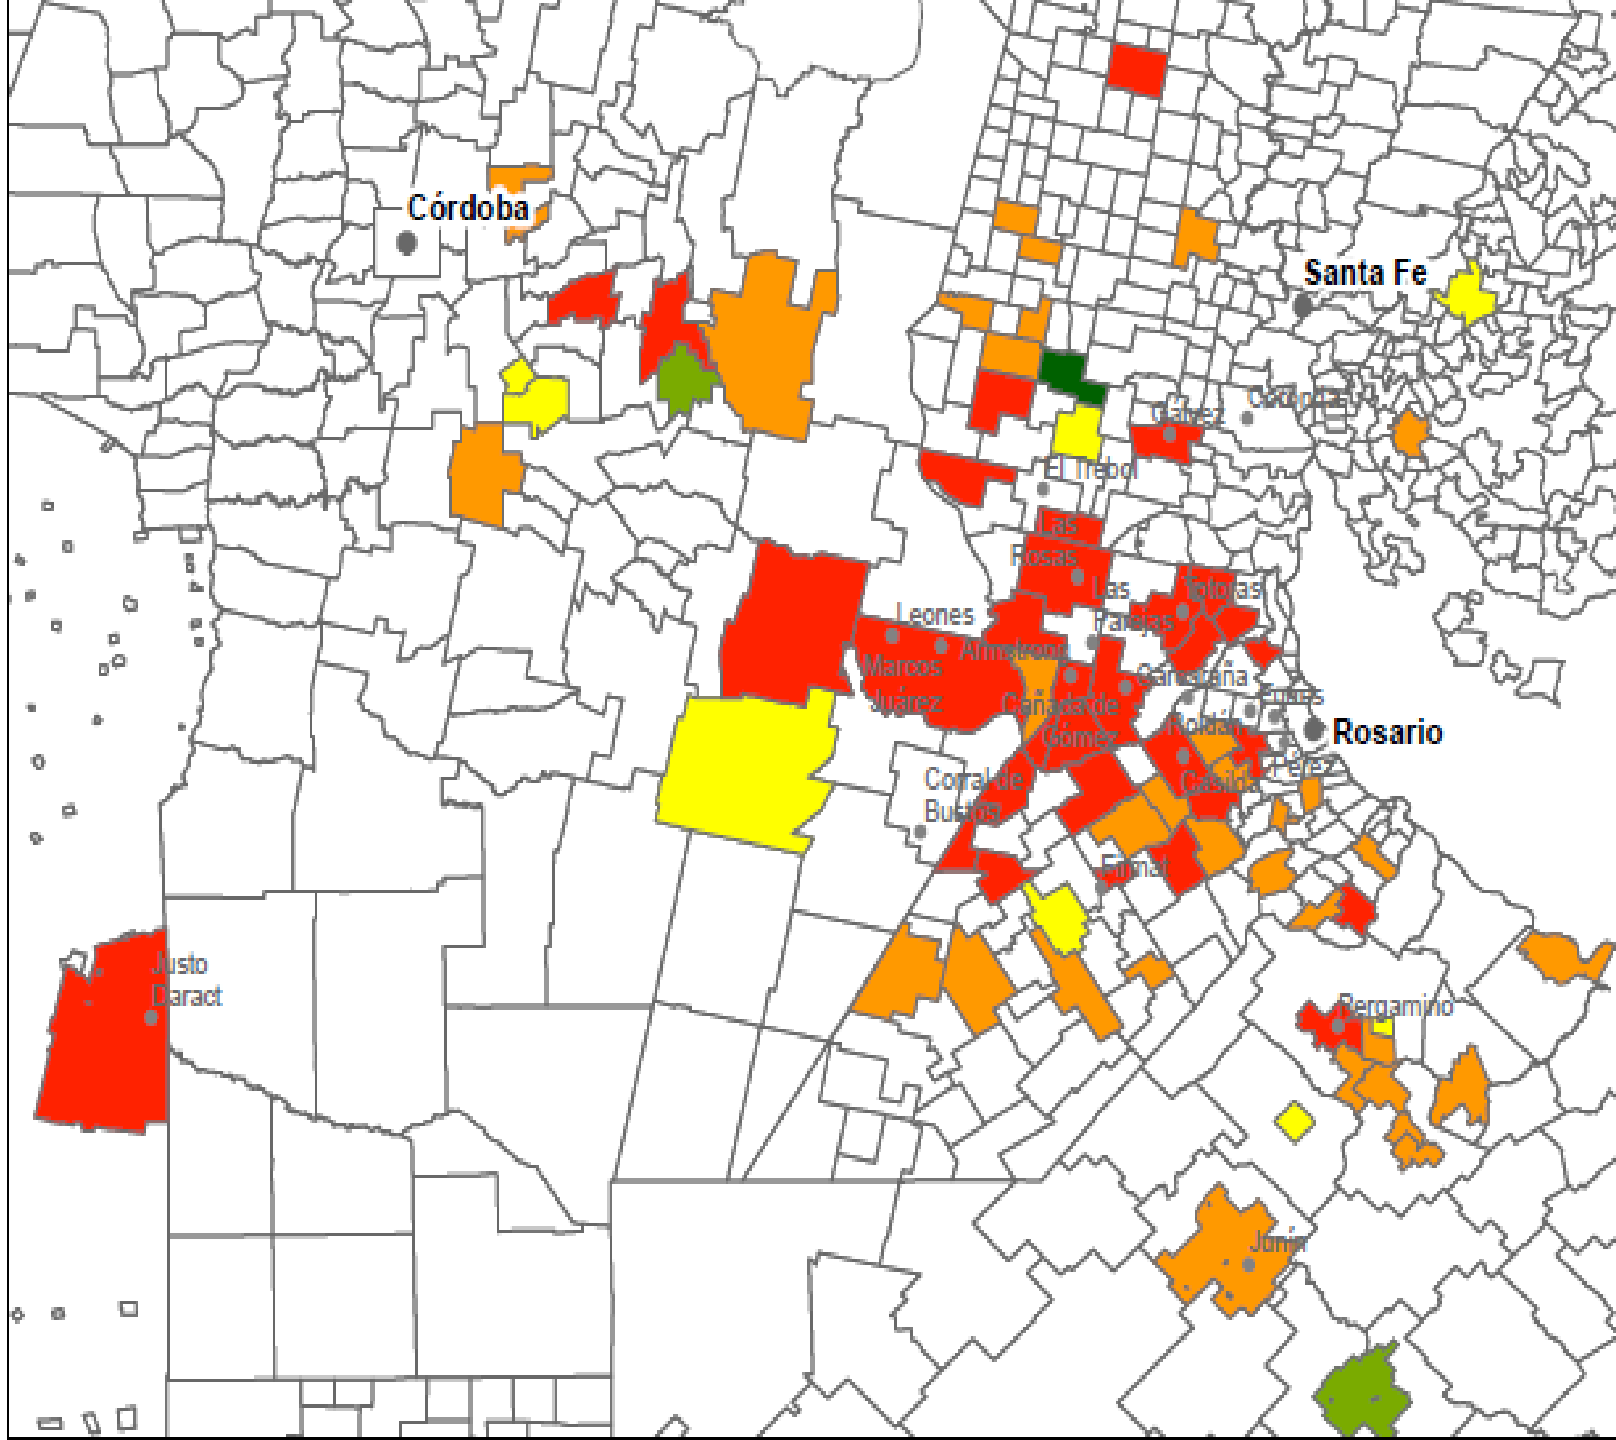 Córdoba
Santa Fe
Gálvez
El Trébol
Las
Rosas
Las
Parejas
Totoras
Leones
Armstrong
Marcos
Juárez
Carcarañá
Cañada de
Gómez
Roldán
Rosario
Pérez
Casilda
Corral de
Bustos
Firmat
Justo
Daract
Pergamino
Junín